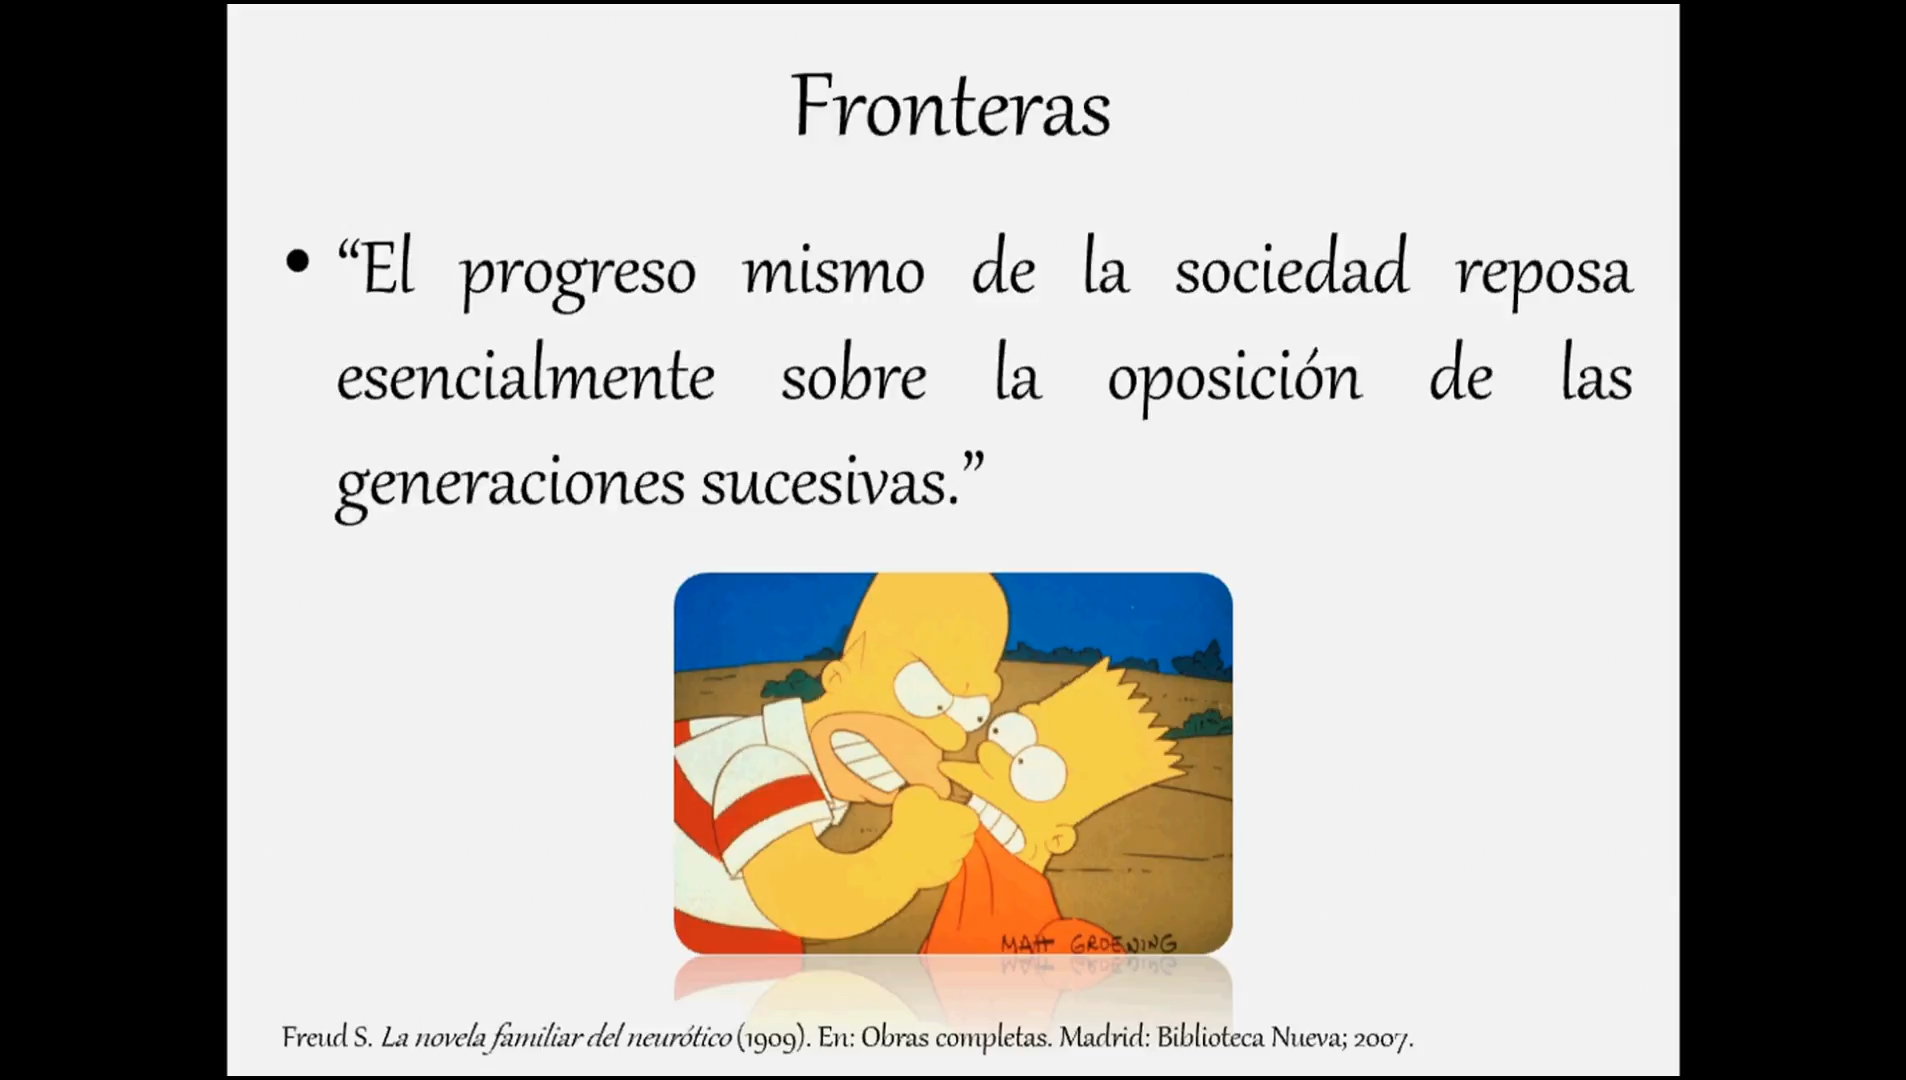 Fronteras
• “El progreso mismo de la sociedad reposa
esencialmente sobre la oposición de las
generaciones sucesivas.”
MATT GROENING
Freud S. La novela familiar del neurótico (1909). En: Obras completas. Madrid: Biblioteca Nueva; 2007.